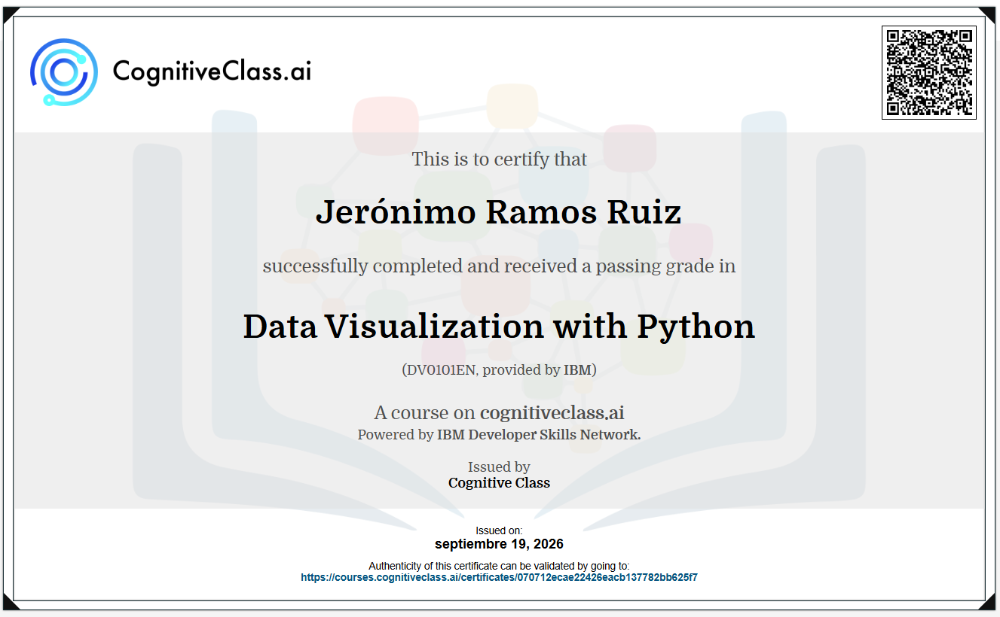 CognitiveClass.ai
This is to certify that
Jerónimo Ramos Ruiz
successfully completed and received a passing grade in
Data Visualization with Python
(DV0101EN, provided by IBM)
A course on cognitiveclass.ai
Powered by IBM Developer Skills Network.
Issued by
Cognitive Class
Issued on:
septiembre 19, 2026
Authenticity of this certificate can be validated by going to:
https://courses.cognitiveclass.ai/certificates/070712ecae22426eacb137782bb625f7